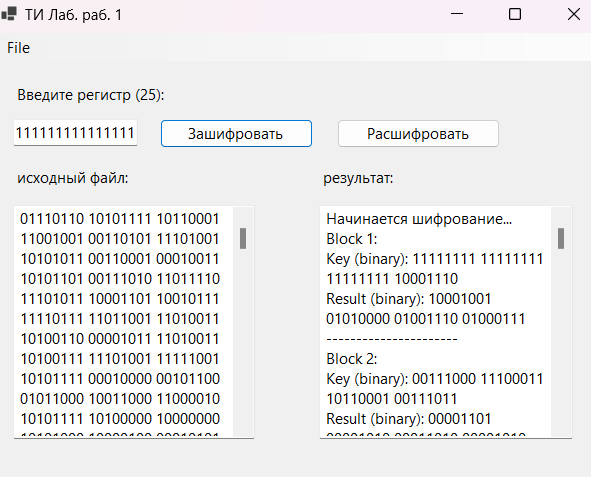 ТИ Лаб. раб. 1
File
Введите регистр (25):
111111111111111
Зашифровать
Расшифровать
исходный файл:
01110110 10101111 10110001
11001001 00110101 11101001
10101011 00110001 00010011
10101101 00111010 11011110
11101011 10001101 10010111
11110111 11011001 11010011
10100110 00001011 11010011
10100111 11101001 11111001
10101111 00010000 00101100
01011000 10011000 11000010
10101111 10100000 10000000
результат:
Начинается шифрование...
Block 1:
Key (binary): 11111111 11111111
11111111 10001110
Result (binary): 10001001
01010000 01001110 01000111
----------------------
Block 2:
Key (binary): 00111000 11100011
10110001 00111011
Result (binary): 00001101